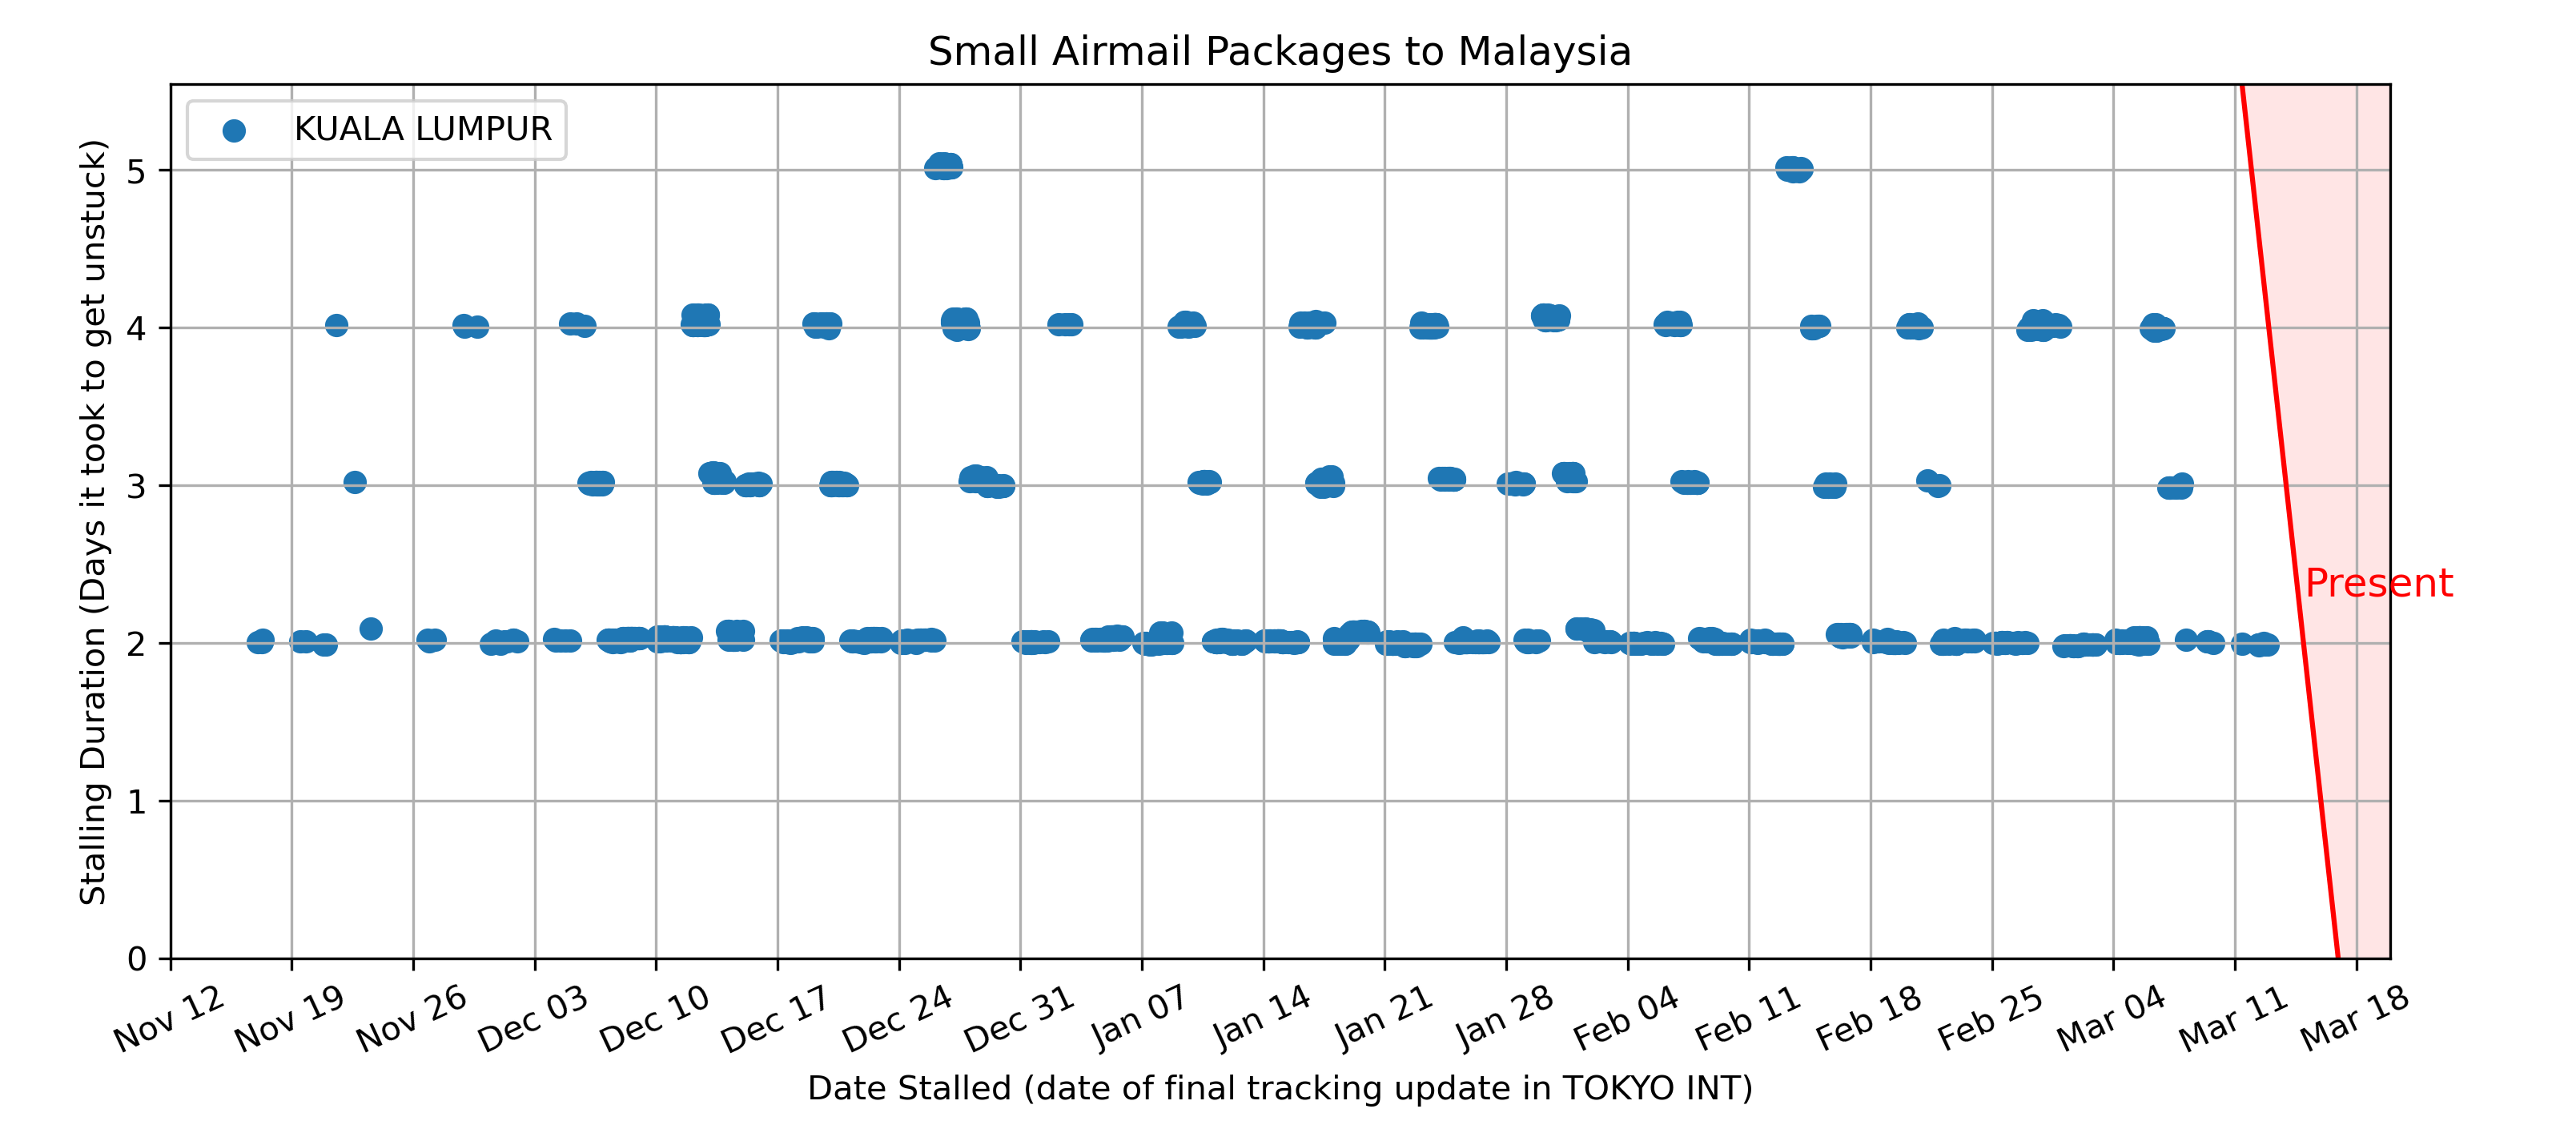 Small Airmail Packages to Malaysia
KUALA LUMPUR
Stalling Duration (Days it took to get unstuck)
5
4
3
2
1
0
Present
Nov 12
Nov 19
Nov 26
Dec 03
Dec 10
Dec 17
Dec 24
Dec 31
Jan 07
Jan 14
Jan 21
Jan 28
Feb 04
Feb 11
Feb 18
Feb 25
Mar 04
Mar 11
Mar 18
Date Stalled (date of final tracking update in TOKYO INT)